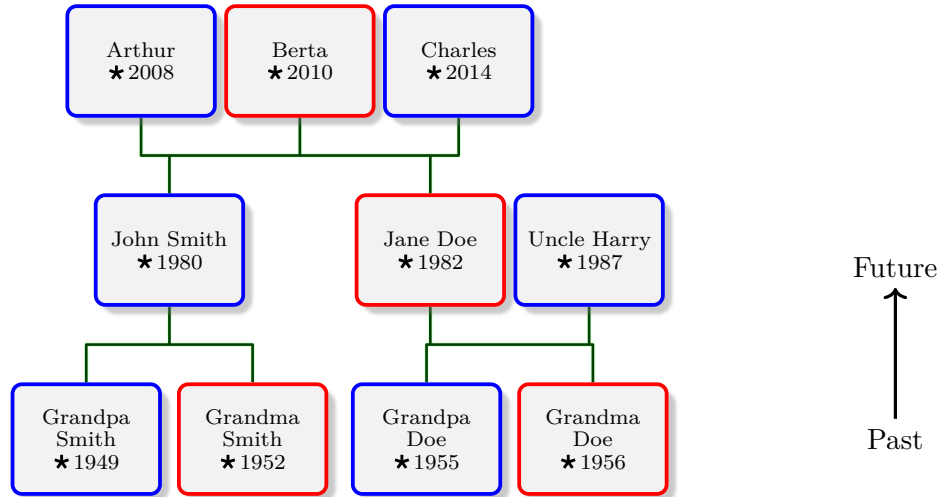 Arthur
★2008
Berta
★2010
Charles
★2014
John Smith
★1980
Jane Doe
★1982
Uncle Harry
★1987
Future
Grandpa
Smith
★1949
Grandma
Smith
★1952
Grandpa
Doe
★1955
Grandma
Doe
★1956
Past